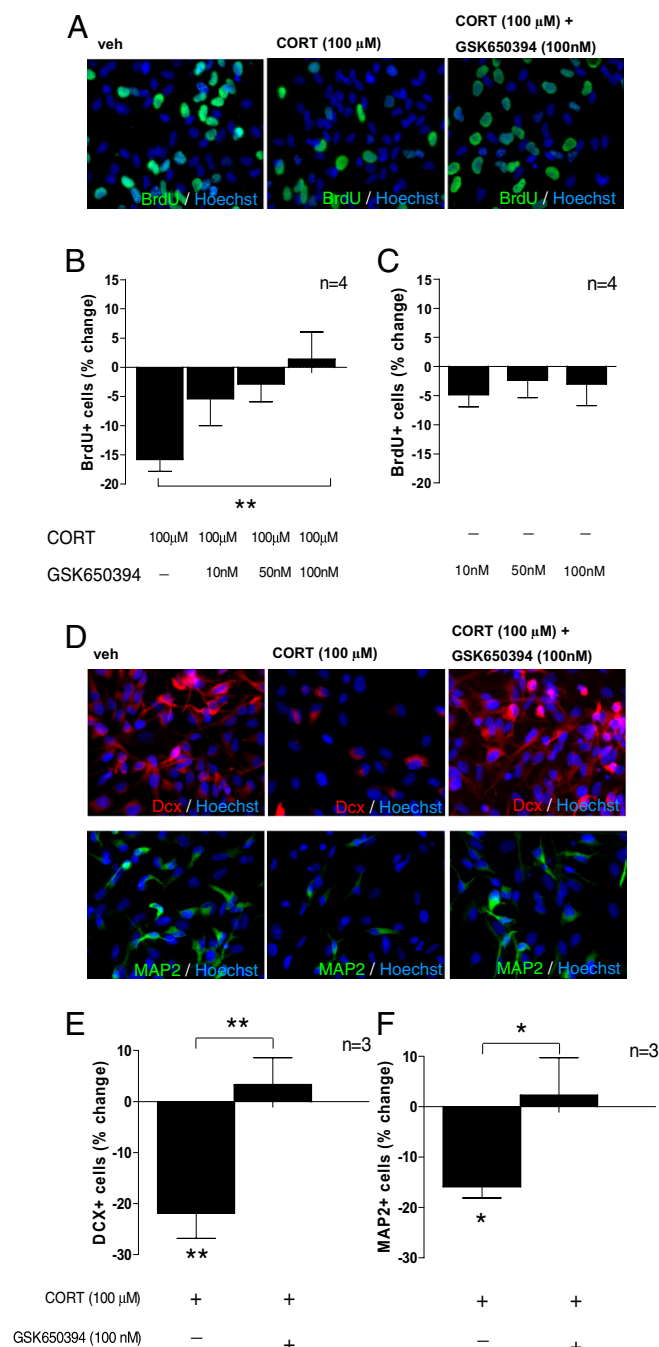 A
veh
CORT (100 μM)
CORT (100 μM) +
GSK650394 (100nM)
BrdU / Hoechst
BrdU / Hoechst
BrdU / Hoechst
B
n=4
BrdU+ cells (% change)
15
10
5
0
-5
-10
-15
-20
**
C
n=4
BrdU+ cells (% change)
15
10
5
0
-5
-10
-15
-20
CORT 100μM 100μM 100μM 100μM – – –
GSK650394 – 10nM 50nM 100nM 10nM 50nM 100nM
D
veh
CORT (100 μM)
CORT (100 μM) +
GSK650394 (100nM)
Dcx / Hoechst
Dcx / Hoechst
Dcx / Hoechst
MAP2 / Hoechst
MAP2 / Hoechst
MAP2 / Hoechst
E
**
n=3
DCX+ cells (% change)
10
0
-10
-20
-30
**
F
*
n=3
MAP2+ cells (% change)
10
0
-10
-20
-30
*
CORT (100 μM) + + + +
GSK650394 (100 nM) – + – +